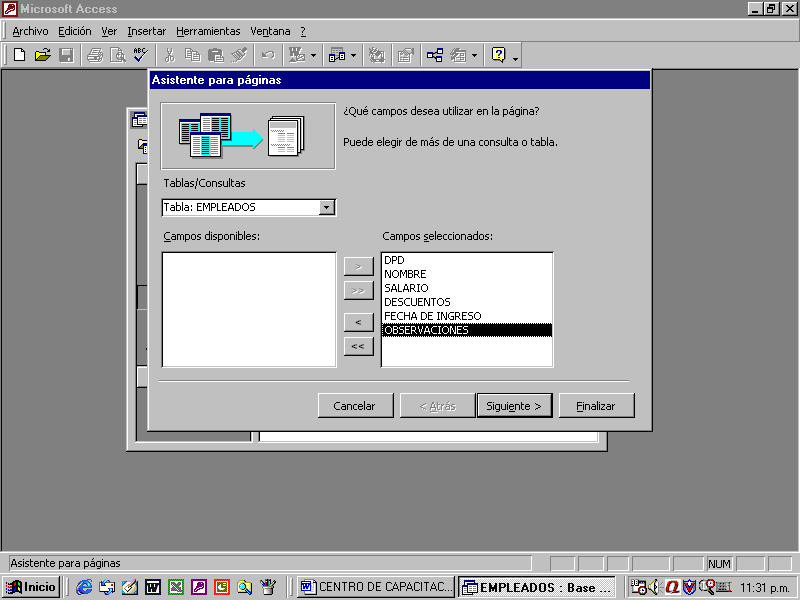 Microsoft Access
Archivo Edición Ver Insertar Herramientas Ventana ?
Asistente para páginas
¿Qué campos desea utilizar en la página?
Puede elegir de más de una consulta o tabla.
Tablas/Consultas
Tabla: EMPLEADOS
Campos disponibles:
Campos seleccionados:
DPD
NOMBRE
SALARIO
DESCUENTOS
FECHA DE INGRESO
OBSERVACIONES
>
>>
<
<<
Cancelar
< Atrás
Siguiente >
Finalizar
Asistente para páginas
NUM
Inicio
CENTRO DE CAPACITAC...
EMPLEADOS : Base ...
11:31 p.m.